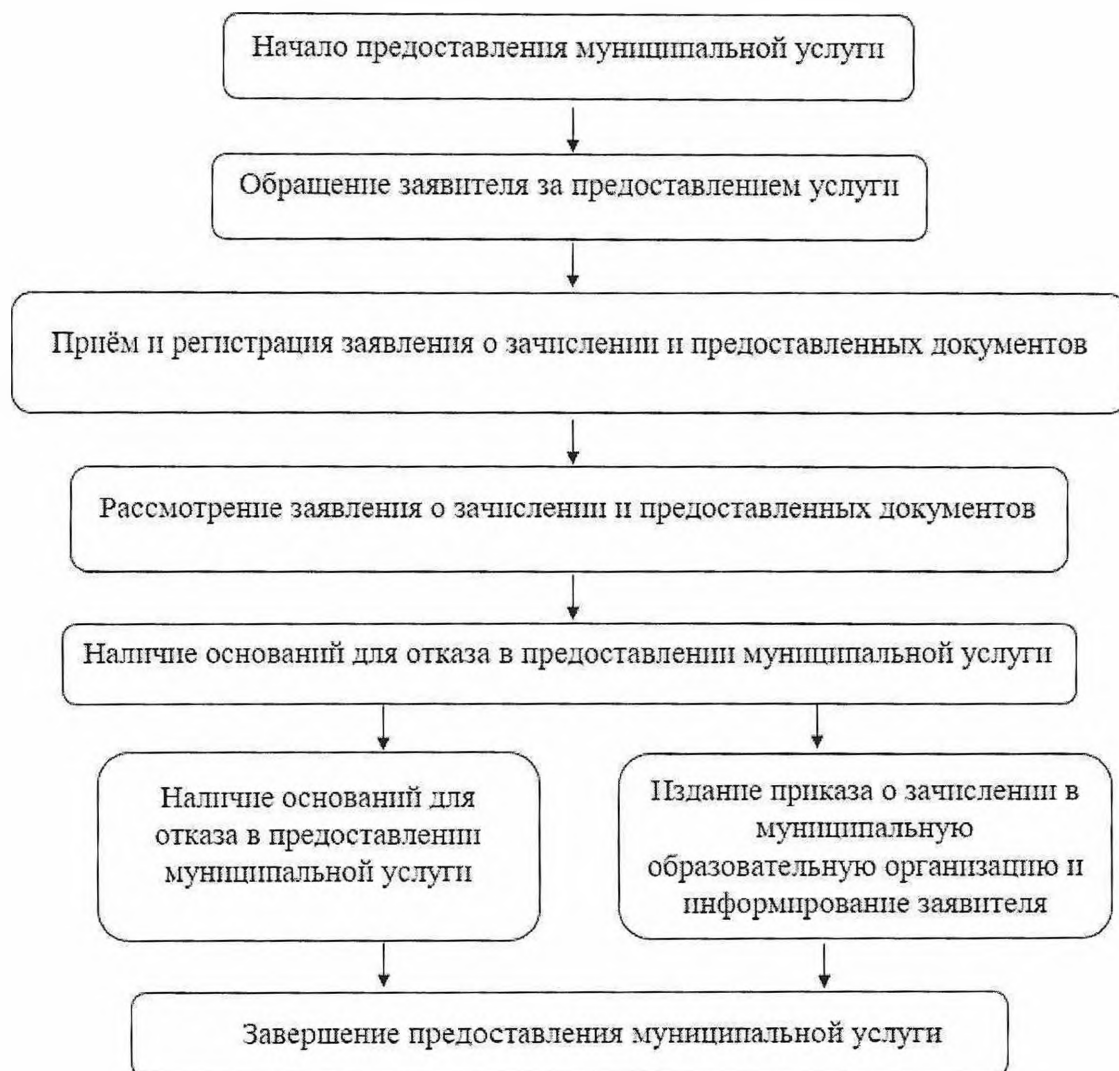 Начало предоставления муниципальной услуги
Обращение заявителя за предоставлением услуги
Приём и регистрация заявления о зачислении и предоставленных документов
Рассмотрение заявления о зачислении и предоставленных документов
Наличие оснований для отказа в предоставлении муниципальной услуги
Наличие оснований для
отказа в предоставлении
муниципальной услуги
Издание приказа о зачислении в
муниципальную
образовательную организацию и
информирование заявителя
Завершение предоставления муниципальной услуги